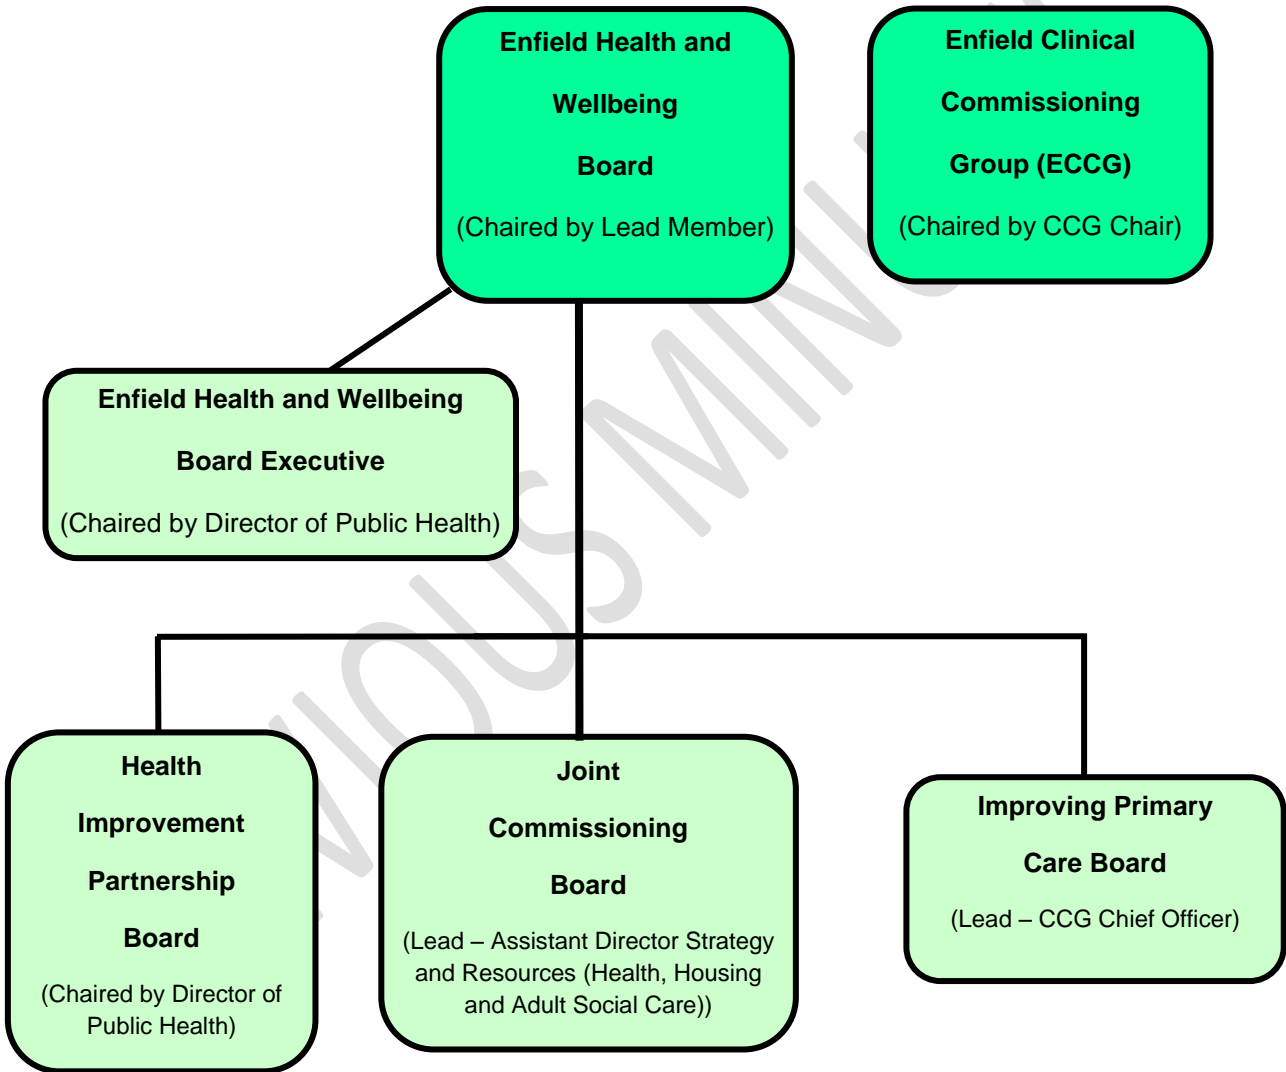 Enfield Health and
Wellbeing
Board
(Chaired by Lead Member)
Enfield Clinical
Commissioning
Group (ECCG)
(Chaired by CCG Chair)
Enfield Health and Wellbeing
Board Executive
(Chaired by Director of Public Health)
Health
Improvement
Partnership
Board
(Chaired by Director of
Public Health)
Joint
Commissioning
Board
(Lead – Assistant Director Strategy
and Resources (Health, Housing
and Adult Social Care))
Improving Primary
Care Board
(Lead – CCG Chief Officer)